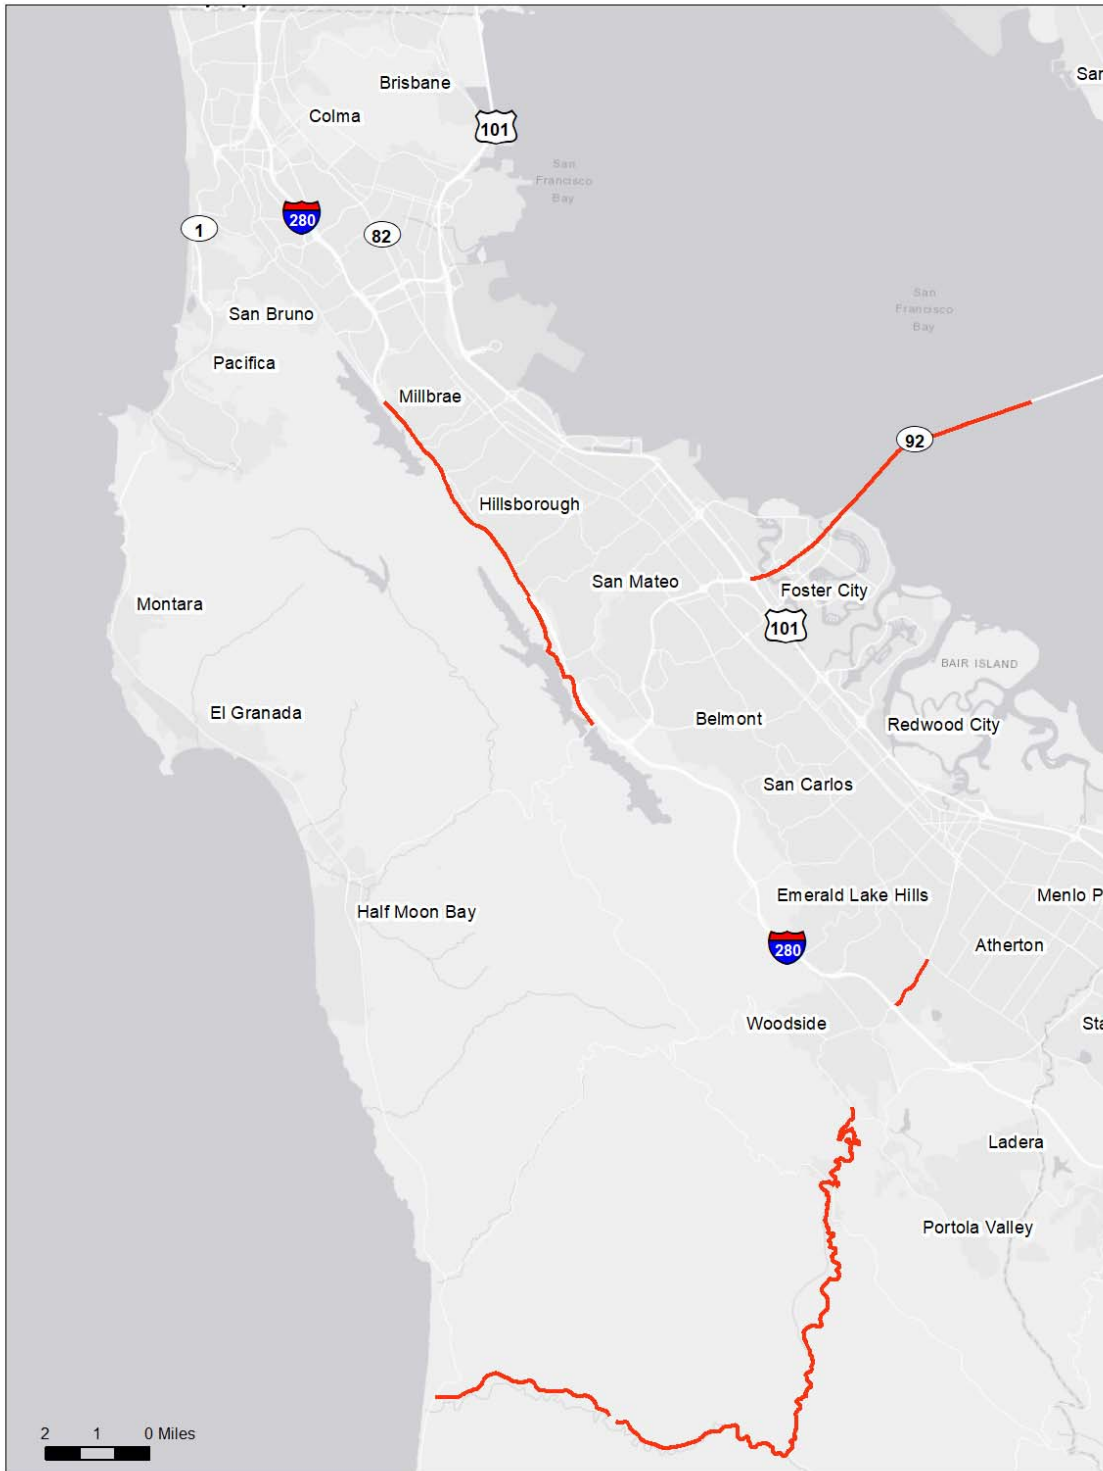 Brisbane
Colma
101
San
Francisco
Bay
280
1
82
San Bruno
San
Francisco
Bay
Pacifica
Millbrae
92
Hillsborough
San Mateo
Foster City
Montara
101
BAIR ISLAND
El Granada
Belmont
Redwood City
San Carlos
Emerald Lake Hills
Menlo P
Half Moon Bay
Atherton
280
Woodside
Sta
Ladera
Portola Valley
2 1 0 Miles